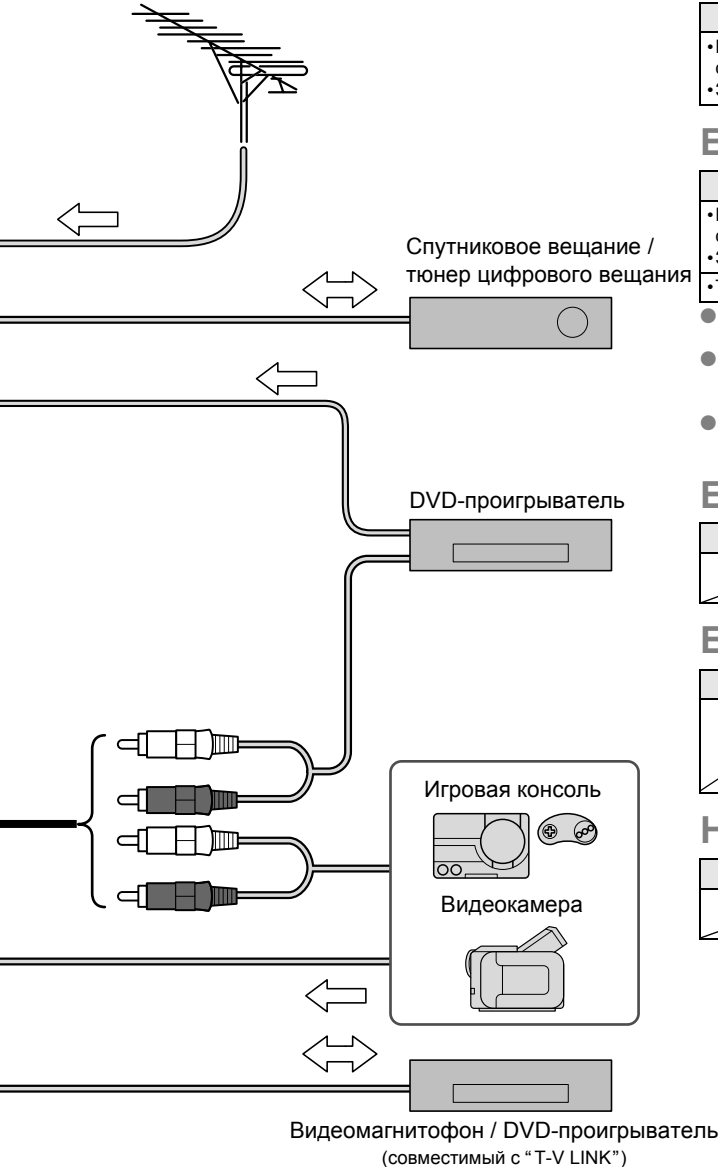 Спутниковое вещание /
тюнер цифрового вещания
DVD-проигрыватель
Игровая консоль
Видеокамера
Видеомагнитофон / DVD-проигрыватель
(совместимый с “T-V LINK”)